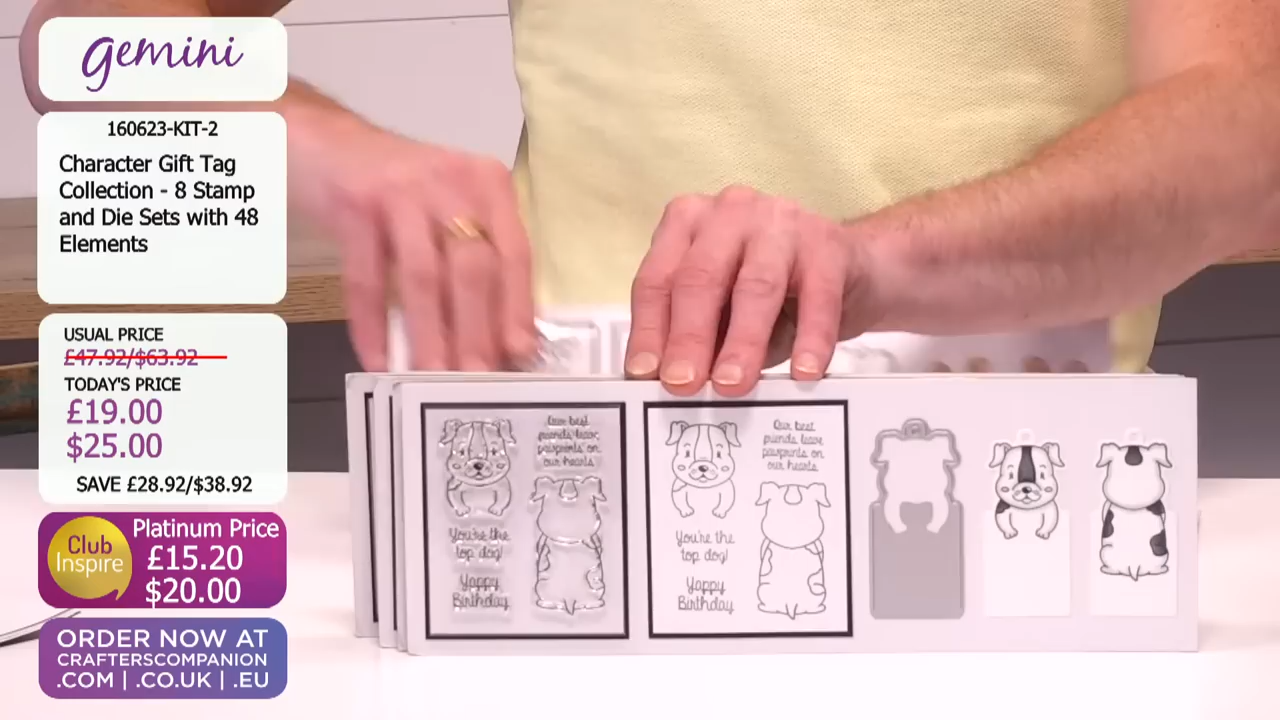 gemini
160623-KIT-2
Character Gift Tag
Collection - 8 Stamp
and Die Sets with 48
Elements
USUAL PRICE
£47.92/$63.92
TODAY'S PRICE
£19.00
$25.00
SAVE £28.92/$38.92
Club
Inspire
Platinum Price
£15.20
$20.00
ORDER NOW AT
CRAFTERSCOMPANION
.COM | .CO.UK | .EU
Our best
friends leave
pawprints on
our hearts
You're the
top dog!
Yappy
Birthday
Our best
friends leave
pawprints on
our hearts
You're the
top dog!
Yappy
Birthday